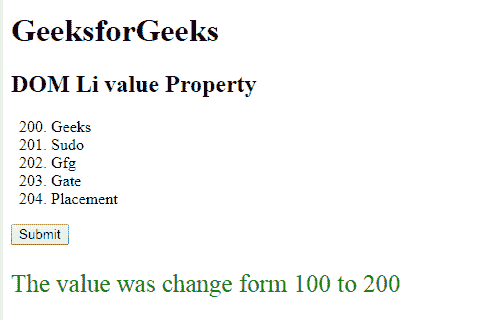 GeeksforGeeks
DOM Li value Property
200. Geeks
201. Sudo
202. Gfg
203. Gate
204. Placement
Submit
The value was change form 100 to 200